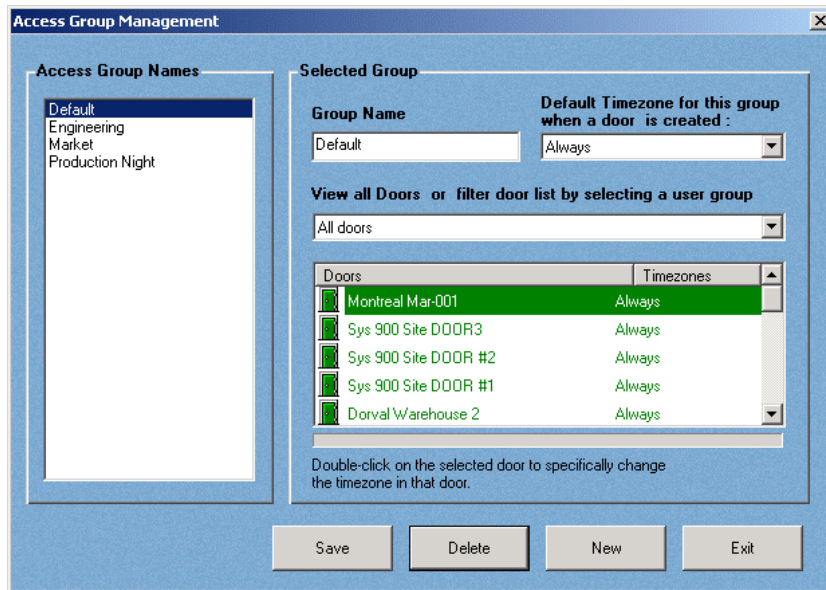 Access Group Management
Access Group Names
Default
Engineering
Market
Production Night
Selected Group
Group Name
Default
Default Timezone for this group
when a door is created :
Always
View all Doors or filter door list by selecting a user group
All doors
Doors Timezones
Montreal Mar-001 Always
Sys 900 Site DOOR3 Always
Sys 900 Site DOOR #2 Always
Sys 900 Site DOOR #1 Always
Dorval Warehouse 2 Always
Double-click on the selected door to specifically change
the timezone in that door.
Save Delete New Exit